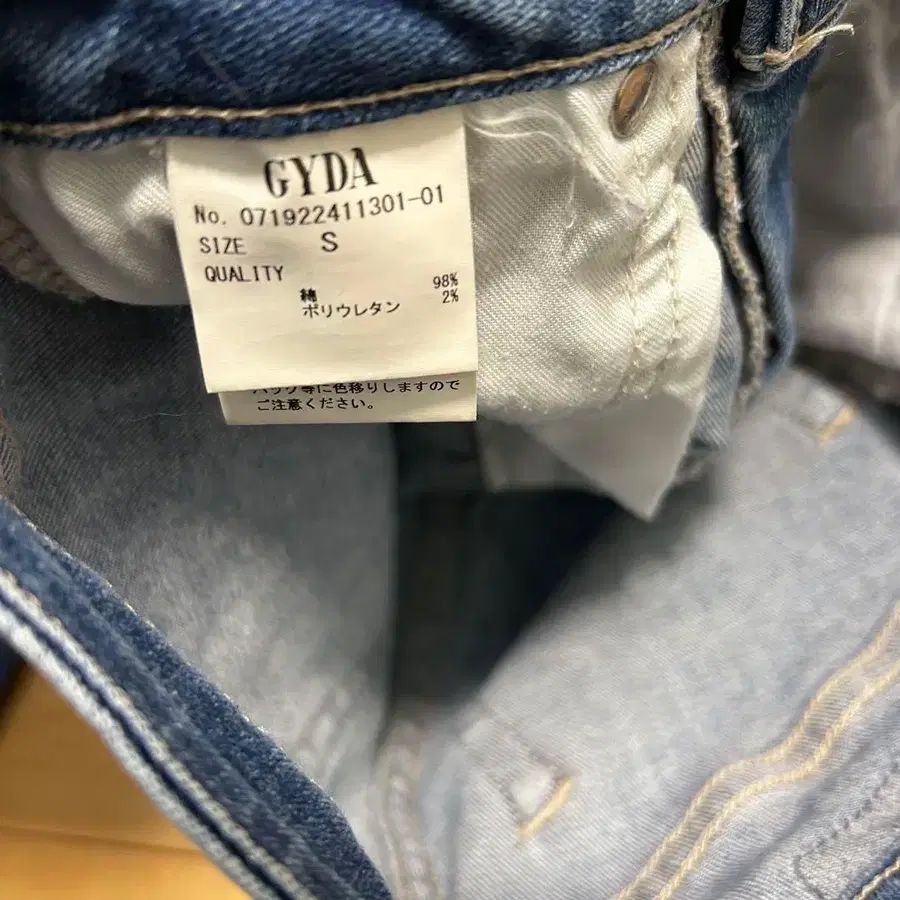 GYDA
No. 071922411301-01
SIZE S
QUALITY
綿 98%
ポリウレタン 2%
バッグ等に色移りしますので
ご注意ください。